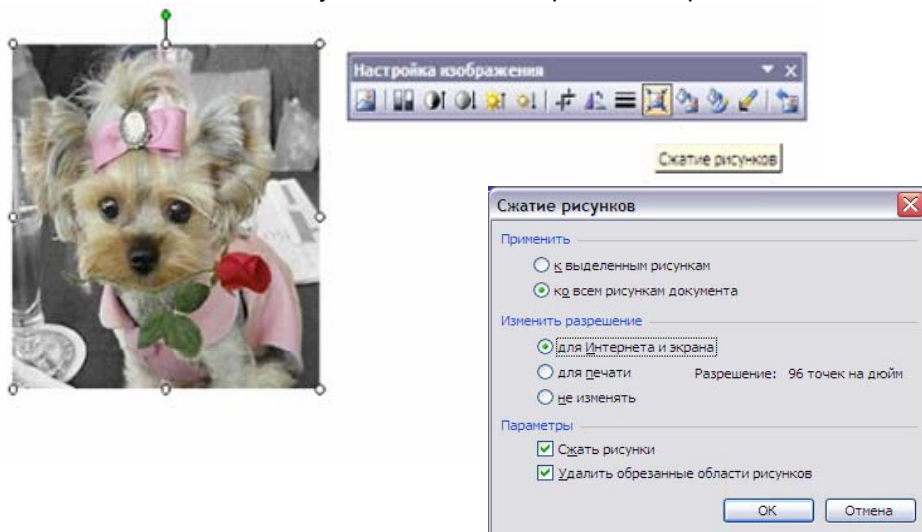 Настройка изображения
Сжатие рисунков
Сжатие рисунков
Применить
к выделенным рисункам
ко всем рисункам документа
Изменить разрешение
для Интернета и экрана
для печати Разрешение: 96 точек на дюйм
не изменять
Параметры
Сжать рисунки
Удалить обрезанные области рисунков
ОК Отмена